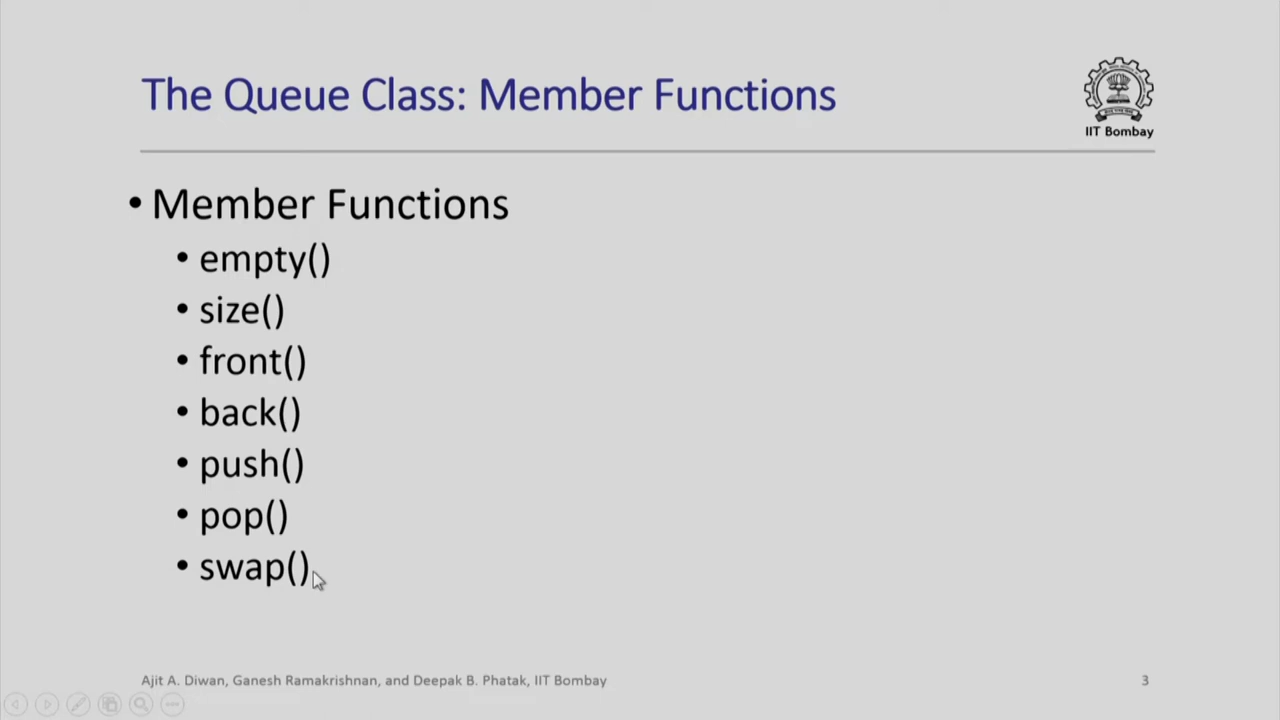 The Queue Class: Member Functions
IIT Bombay
• Member Functions
• empty()
• size()
• front()
• back()
• push()
• pop()
• swap()
Ajit A. Diwan, Ganesh Ramakrishnan, and Deepak B. Phatak, IIT Bombay
3